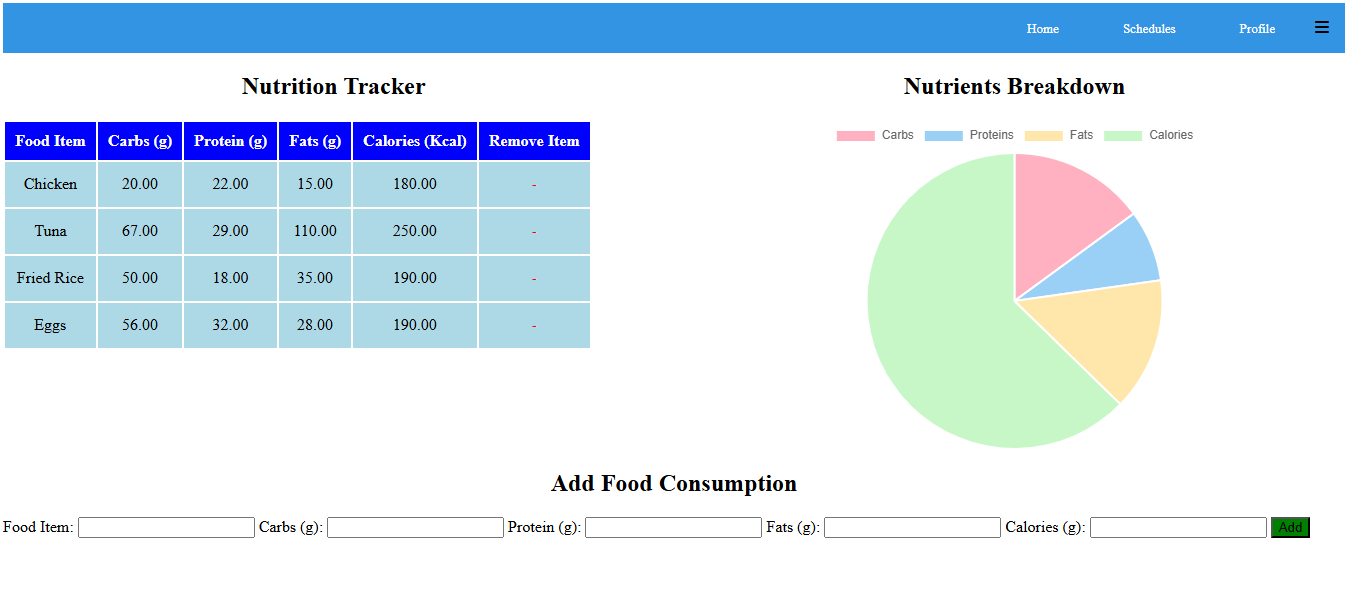 Home Schedules Profile
Nutrition Tracker
Food Item Carbs (g) Protein (g) Fats (g) Calories (Kcal) Remove Item
Chicken 20.00 22.00 15.00 180.00 -
Tuna 67.00 29.00 110.00 250.00 -
Fried Rice 50.00 18.00 35.00 190.00 -
Eggs 56.00 32.00 28.00 190.00 -
Nutrients Breakdown
Carbs Proteins Fats Calories
Add Food Consumption
Food Item: Carbs (g): Protein (g): Fats (g): Calories (g): Add